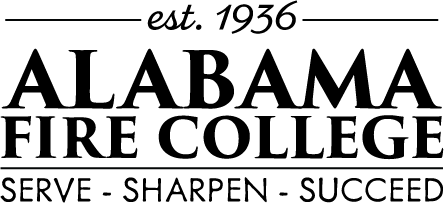 est. 1936
ALABAMA
FIRE COLLEGE
SERVE - SHARPEN - SUCCEED